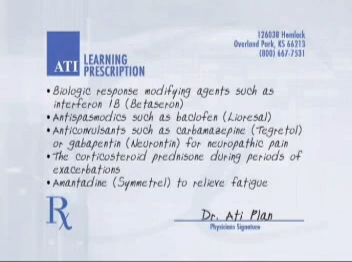 126038 Hemlock
Overland Park, KS 66213
(800) 667-7531
ATI LEARNING
PRESCRIPTION
• Biologic response modifying agents such as
interferon 1B (Betaseron)
• Antispasmodics such as baclofen (Lioresal)
• Anticonvulsants such as carbamazepine (Tegretol)
or gabapentin (Neurontin) for neuropathic pain
• The corticosteroid prednisone during periods of
exacerbations
• Amantadine (Symmetrel) to relieve fatigue
Rx
Dr. Ati Plan
Physicians Signature